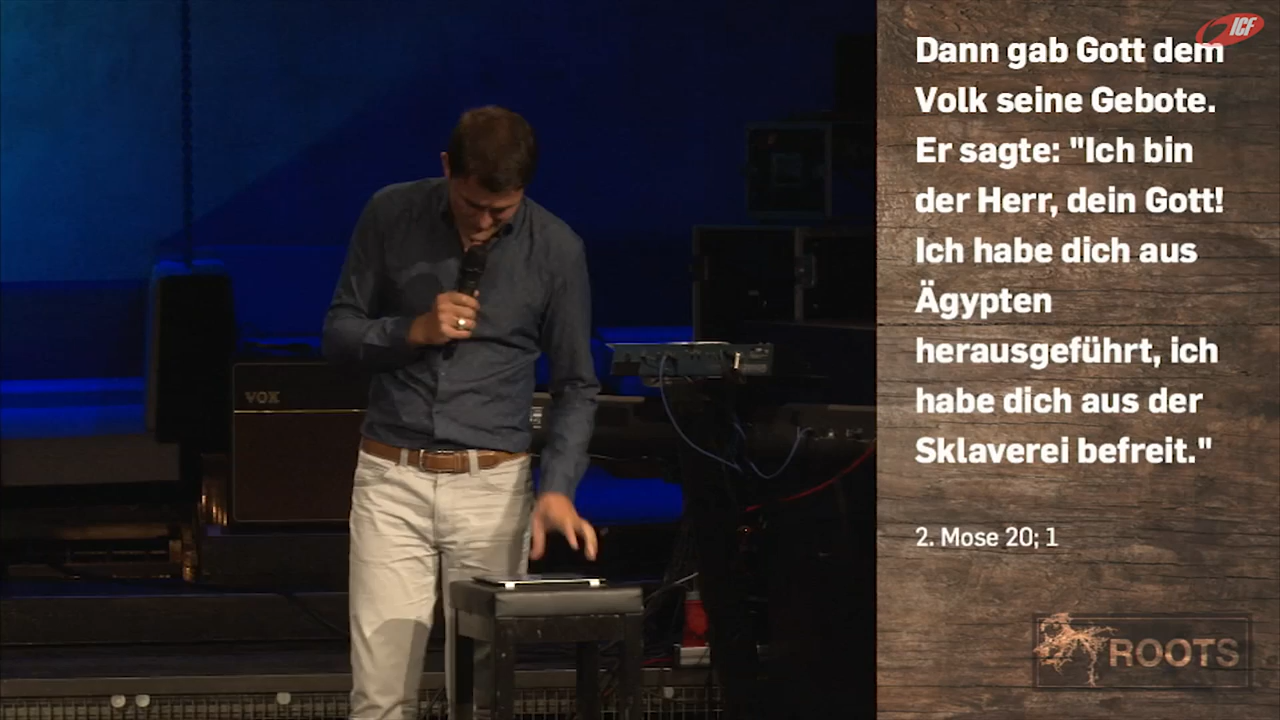 ICF
Dann gab Gott dem
Volk seine Gebote.
Er sagte: "Ich bin
der Herr, dein Gott!
Ich habe dich aus
Ägypten
herausgeführt, ich
habe dich aus der
Sklaverei befreit."
2. Mose 20; 1
ROOTS
VOX